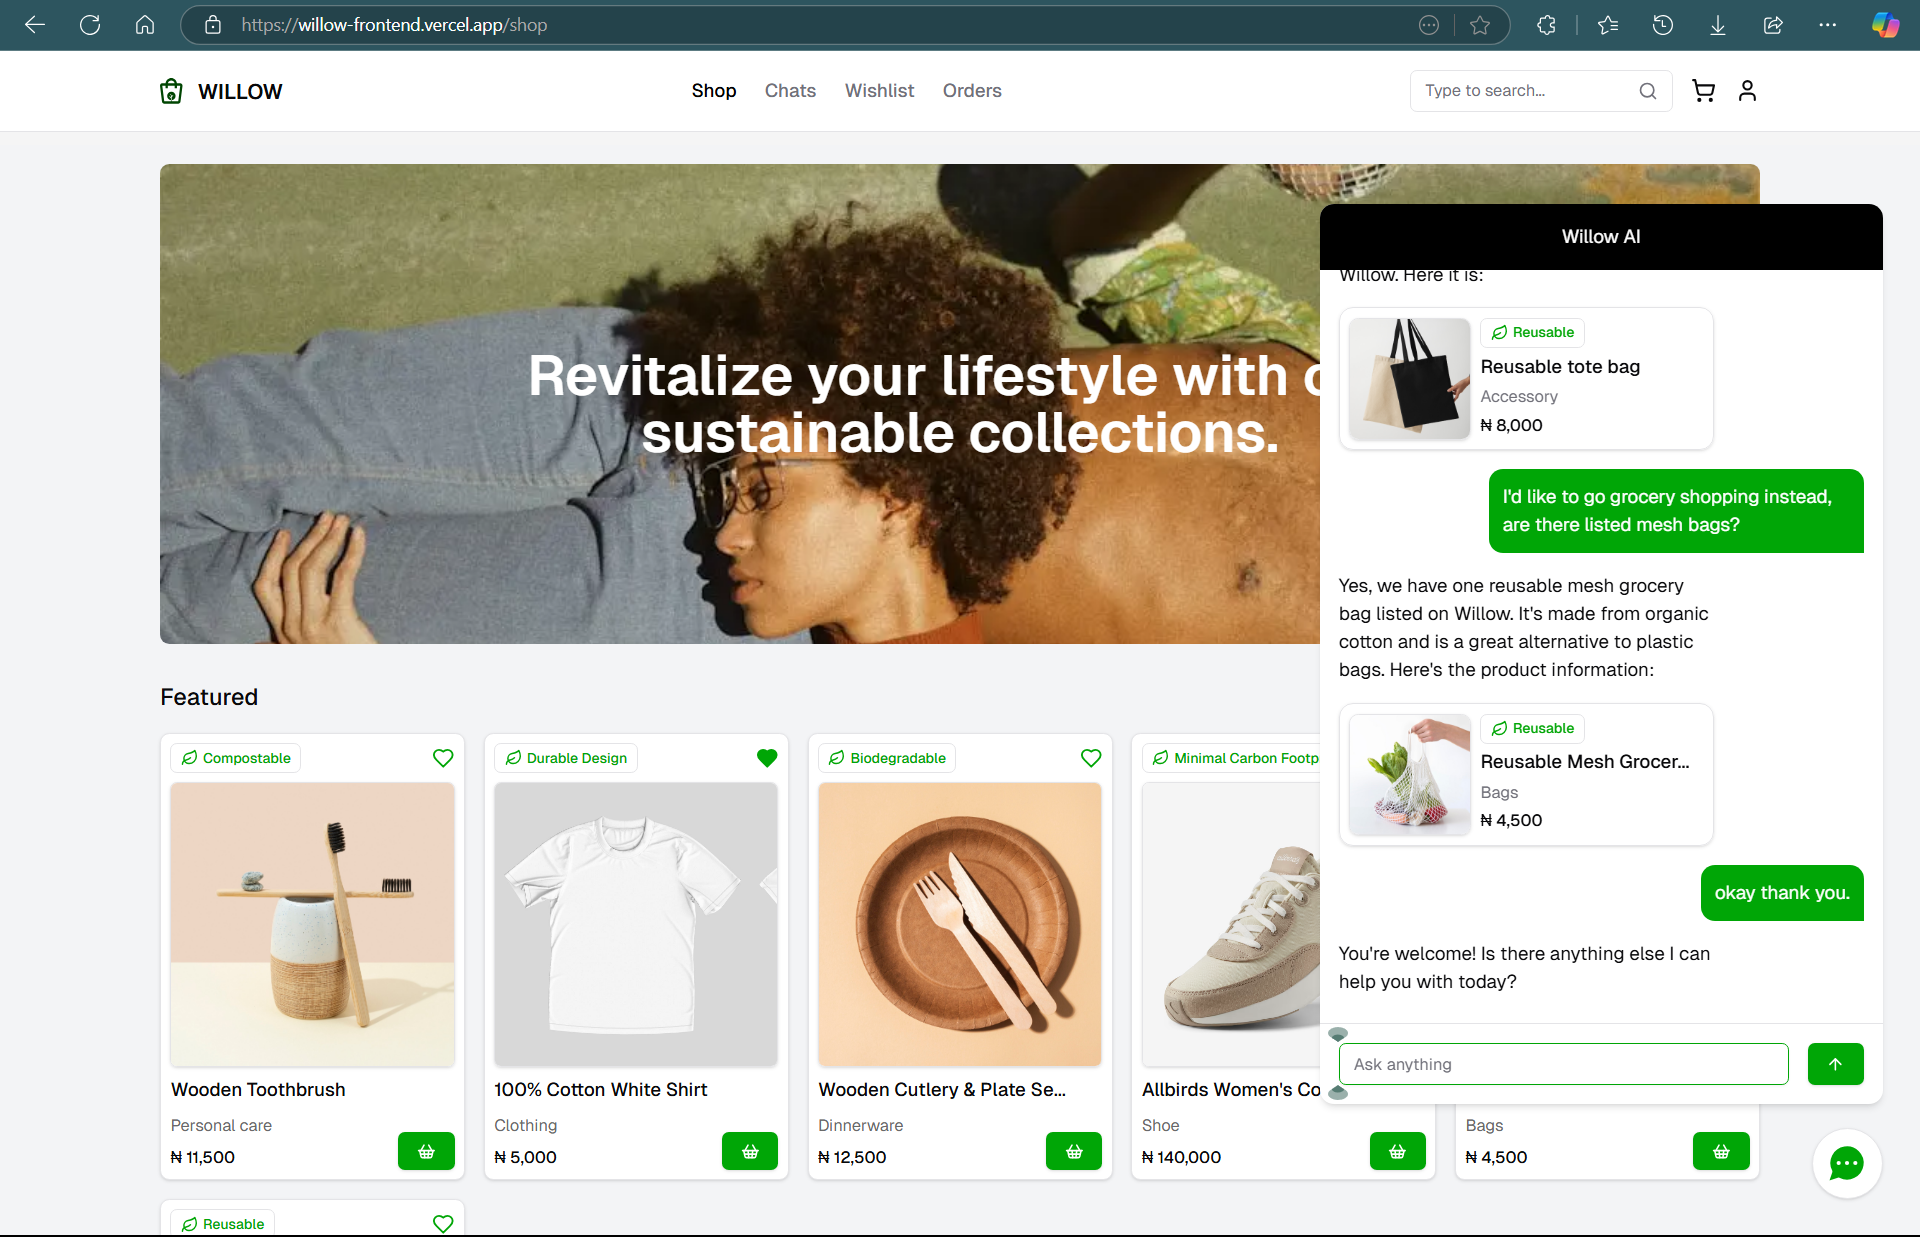 https://willow-frontend.vercel.app/shop
WILLOW
Shop
Chats
Wishlist
Orders
Type to search...
Revitalize your lifestyle with
sustainable collections.
Featured
Compostable
Wooden Toothbrush
Personal care
₦ 11,500
Durable Design
100% Cotton White Shirt
Clothing
₦ 5,000
Biodegradable
Wooden Cutlery & Plate Se...
Dinnerware
₦ 12,500
Minimal Carbon Footp
Allbirds Women's Co
Shoe
₦ 140,000
Bags
₦ 4,500
Reusable
Willow AI
Willow. Here it is:
Reusable
Reusable tote bag
Accessory
₦ 8,000
I'd like to go grocery shopping instead,
are there listed mesh bags?
Yes, we have one reusable mesh grocery
bag listed on Willow. It's made from organic
cotton and is a great alternative to plastic
bags. Here's the product information:
Reusable
Reusable Mesh Grocer...
Bags
₦ 4,500
okay thank you.
You're welcome! Is there anything else I can
help you with today?
Ask anything